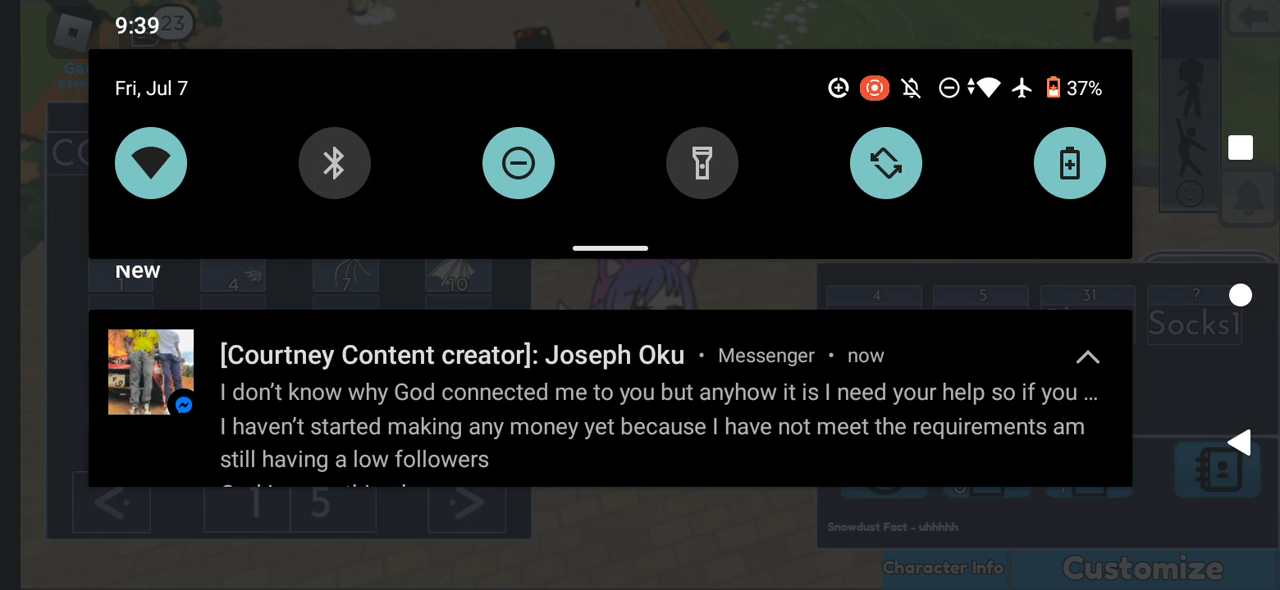 9:39
23
Fri, Jul 7
37%
New
1
4
7
10
4
5
31
?
Socks1
[Courtney Content creator]: Joseph Oku • Messenger • now
I don't know why God connected me to you but anyhow it is I need your help so if you ...
I haven't started making any money yet because I have not meet the requirements am
still having a low followers
< 1 5 >
Snowdust Fact - uhhhhh
Character Info
Customize